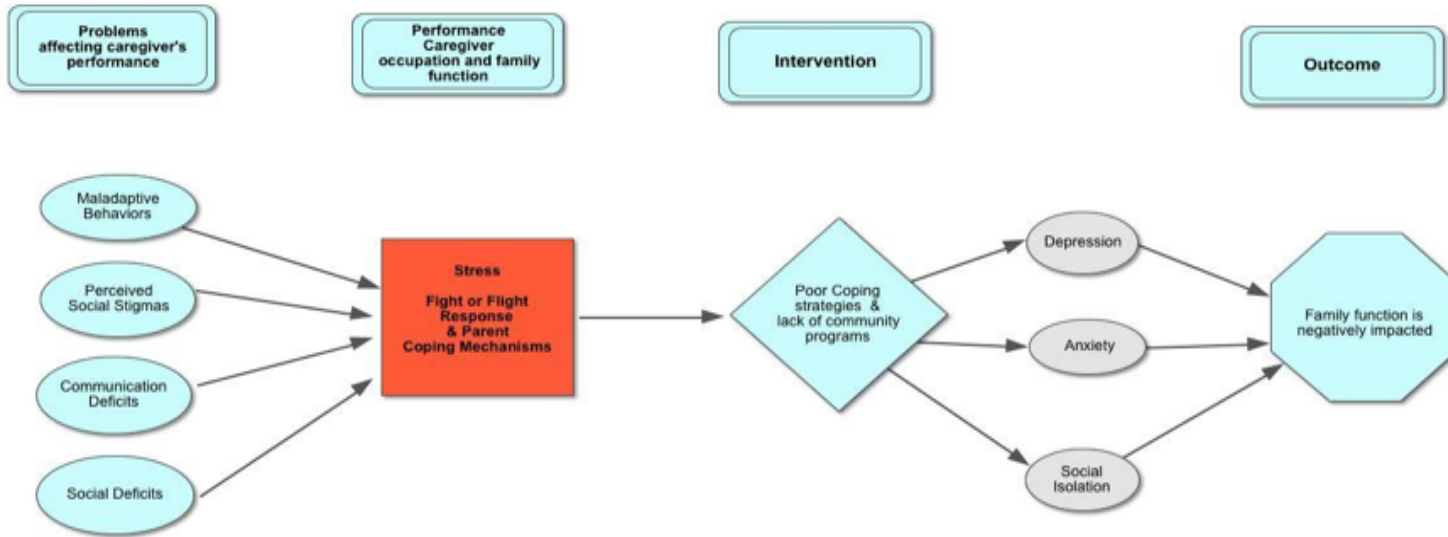 Problems
affecting caregiver's
performance
Performance
Caregiver
occupation and family
function
Intervention
Outcome
Maladaptive
Behaviors
Perceived
Social Stigmas
Communication
Deficits
Social Deficits
Stress
Fight or Flight
Response
& Parent
Coping Mechanisms
Poor Coping
strategies &
lack of community
programs
Depression
Anxiety
Social
Isolation
Family function is
negatively impacted